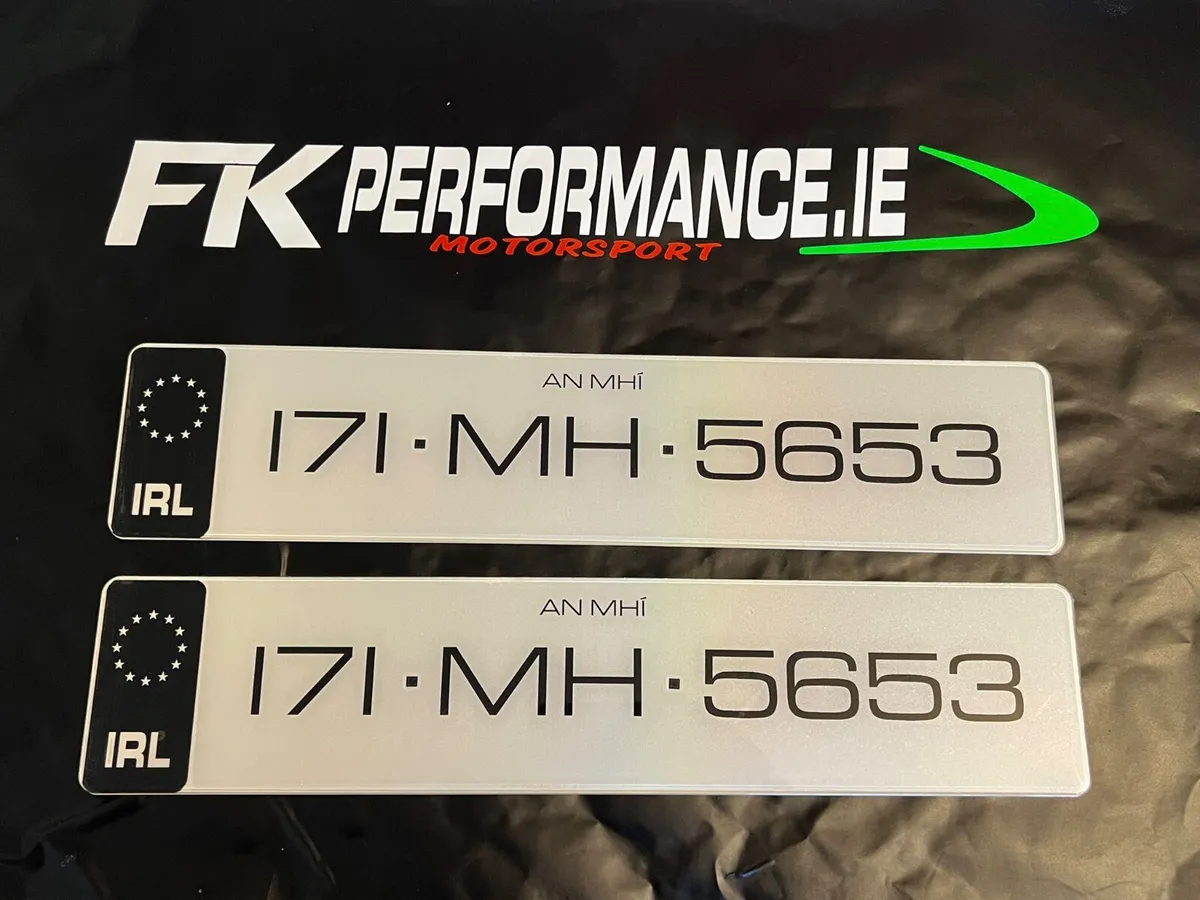 FK PERFORMANCE.IE
MOTORSPORT
AN MHÍ
171·MH·5653
IRL
AN MHÍ
171·MH·5653
IRL